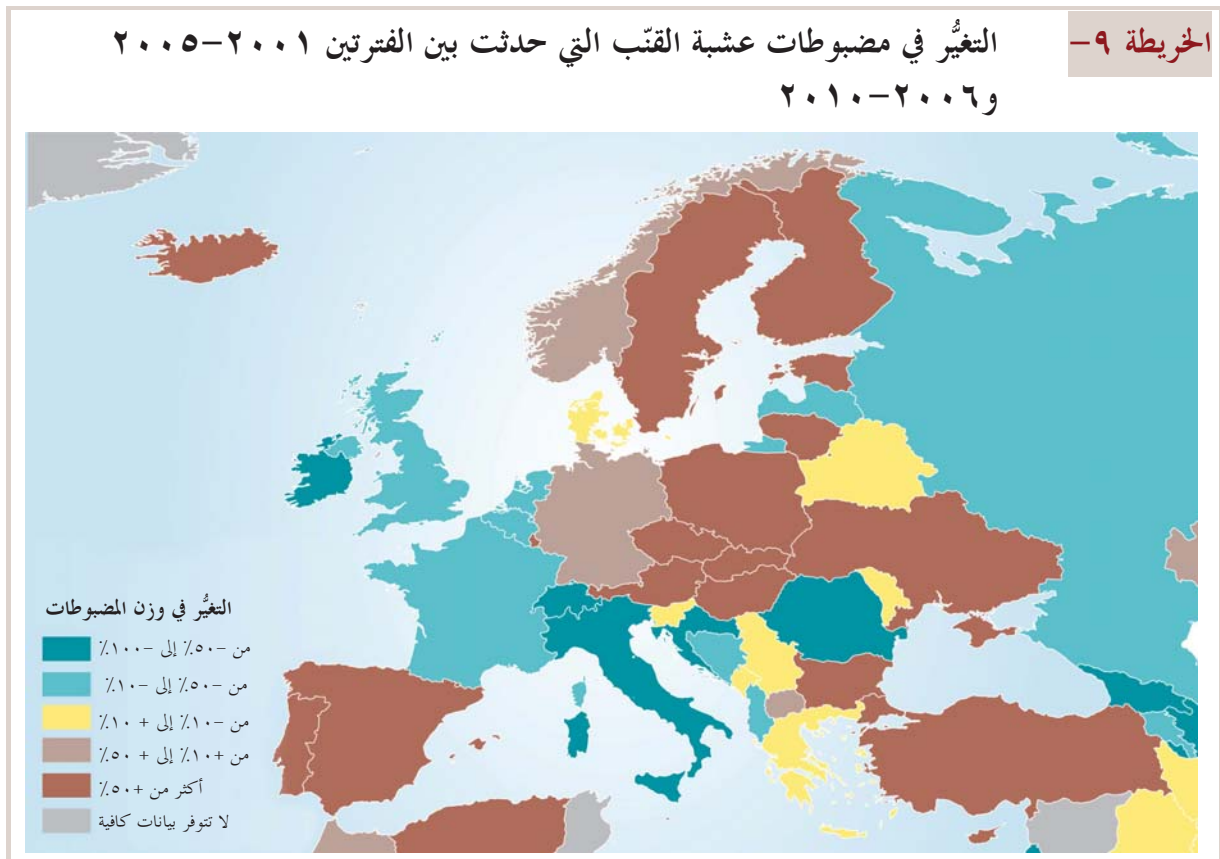 الخريطة ٩-
التغيُّر في مضبوطات عشبة القنّب التي حدثت بين الفترتين ٢٠٠١-٢٠٠٥
و٢٠٠٦-٢٠١٠
التغيُّر في وزن المضبوطات
من -٥٠٪ إلى -١٠٠٪
من -٥٠٪ إلى -١٠٪
من -١٠٪ إلى + ١٠٪
من +١٠٪ إلى + ٥٠٪
أكثر من +٥٠٪
لا تتوفر بيانات كافية